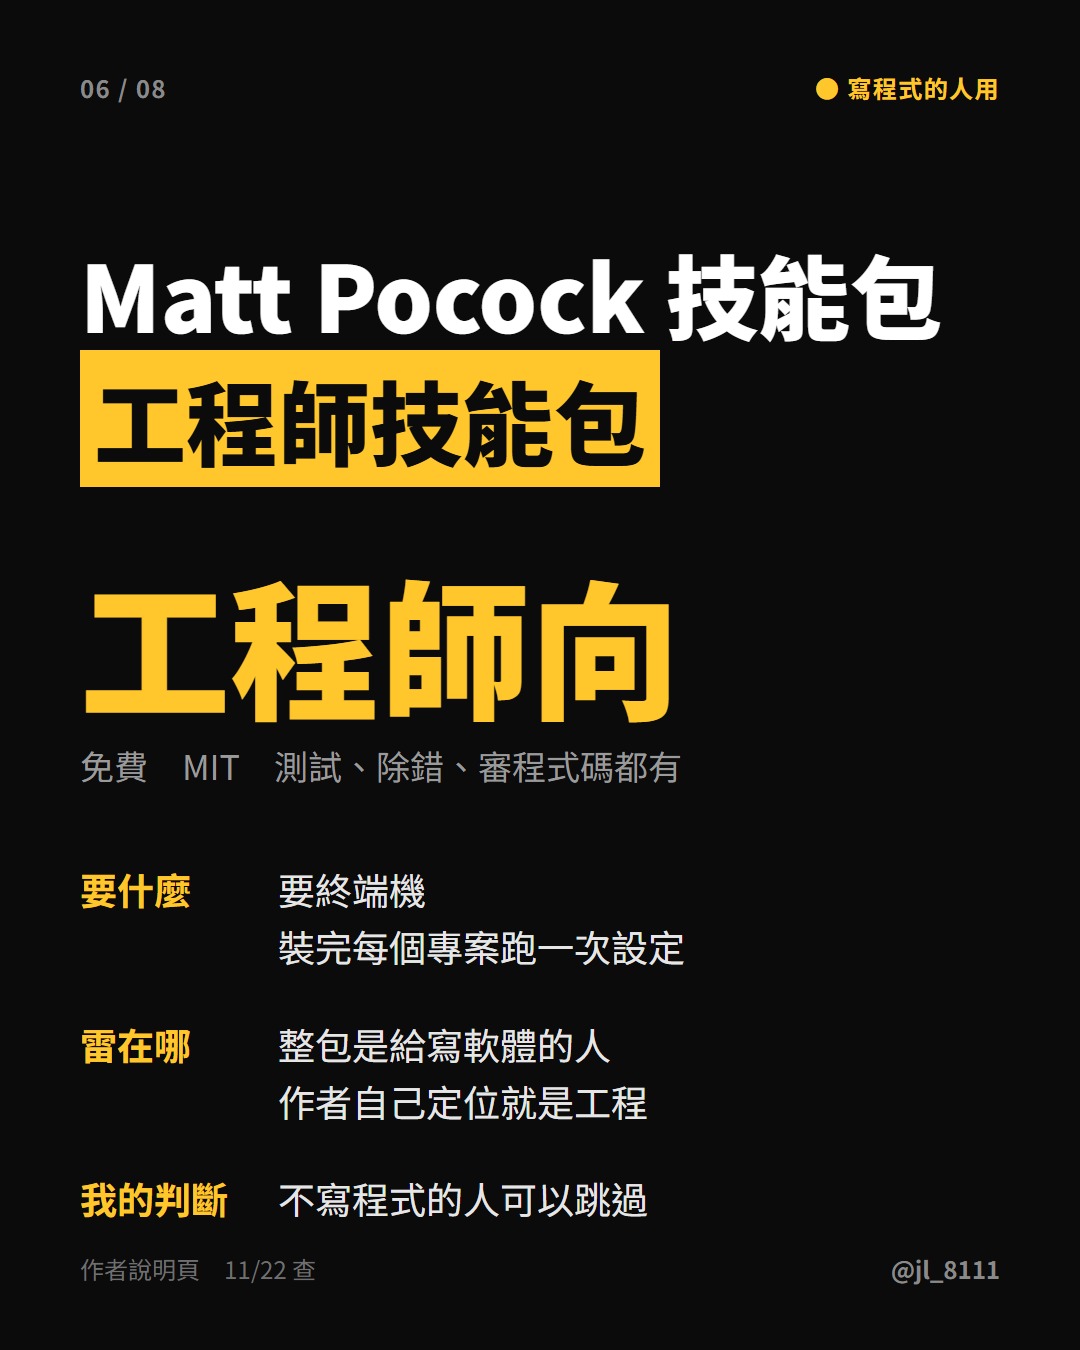 06 / 08
寫程式的人用
Matt Pocock 技能包
工程師技能包
工程師向
免費 MIT 測試、除錯、審程式碼都有
要什麼 要終端機
裝完每個專案跑一次設定
雷在哪 整包是給寫軟體的人
作者自己定位就是工程
我的判斷 不寫程式的人可以跳過
作者說明頁 11/22 查
@jl_8111